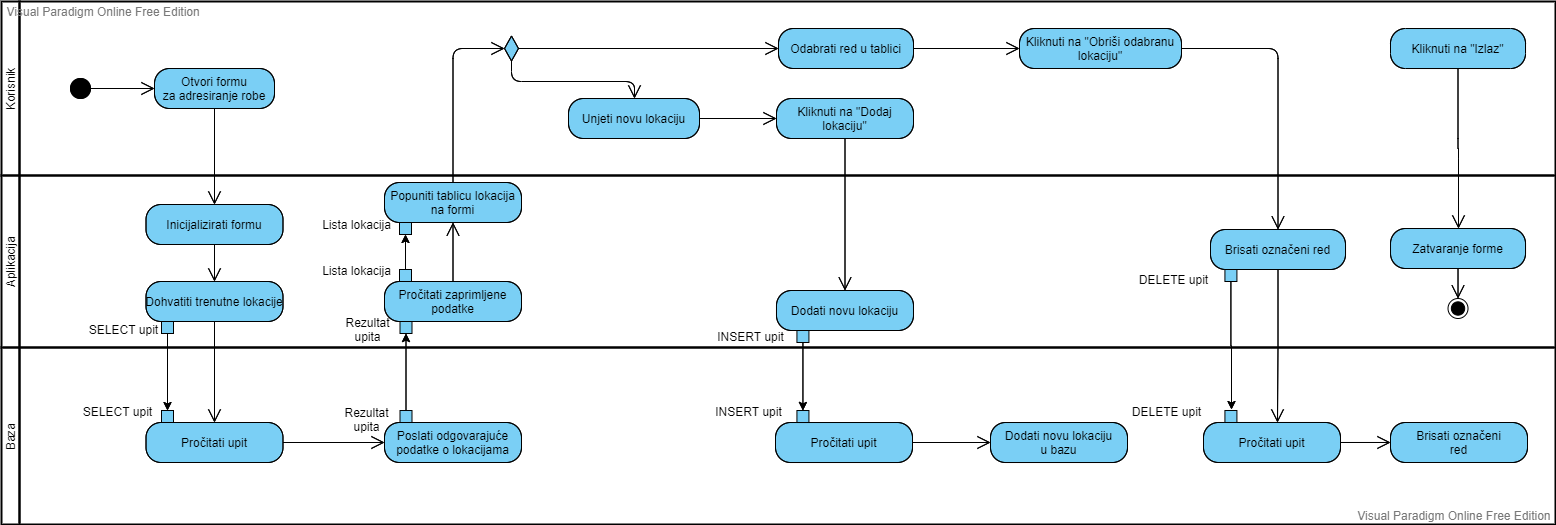 Visual Paradigm Online Free Edition
Korisnik
Otvori formu
za adresiranje robe
Odabrati red u tablici
Kliknuti na "Obriši odabranu
lokaciju"
Kliknuti na "Izlaz"
Unjeti novu lokaciju
Kliknuti na "Dodaj
lokaciju"
Aplikacija
Inicijalizirati formu
Dohvatiti trenutne lokacije
SELECT upit
Popuniti tablicu lokacija
na formi
Lista lokacija
Lista lokacija
Pročitati zaprimljene
podatke
Rezultat
upita
Dodati novu lokaciju
INSERT upit
Brisati označeni red
DELETE upit
Zatvaranje forme
Baza
SELECT upit
Pročitati upit
Rezultat
upita
Poslati odgovarajuće
podatke o lokacijama
INSERT upit
Pročitati upit
Dodati novu lokaciju
u bazu
DELETE upit
Pročitati upit
Brisati označeni
red
Visual Paradigm Online Free Edition